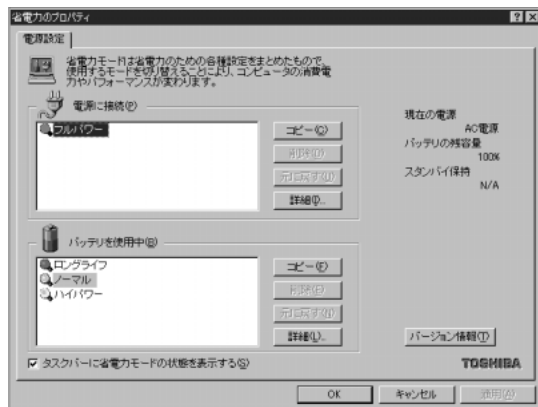 省電力のプロパティ
電源設定
省電力モードは省電力のための各種設定をまとめたもので、
使用するモードを切り替えることにより、コンピュータの消費電
力やパフォーマンスが変わります。
電源に接続(P)
フルパワー
コピー(C)
削除(D)
元に戻す(U)
詳細(I)...
現在の電源
AC電源
バッテリの残容量
100%
スタンバイ保持
N/A
バッテリを使用中(B)
ロングライフ
ノーマル
ハイパワー
コピー(E)
削除(F)
元に戻す(N)
詳細(L)...
バージョン情報(T)
タスクバーに省電力モードの状態を表示する(S)
TOSHIBA
OK
キャンセル
適用(A)